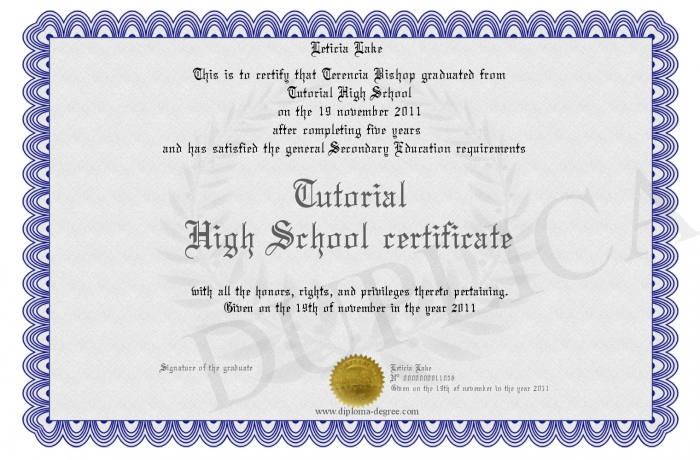 Leticia Lake
This is to certify that Terencia Bishop graduated from
Tutorial High School
on the 19 november 2011
after completing five years
and has satisfied the general Secondary Education requirements
Tutorial
High School certificate
with all the honors, rights, and privileges thereto pertaining.
Given on the 19th of november in the year 2011
Signature of the graduate
Leticia Lake
Nº
Given on the 19th of november in the year 2011
www.diploma-degree.com
DUPLICA